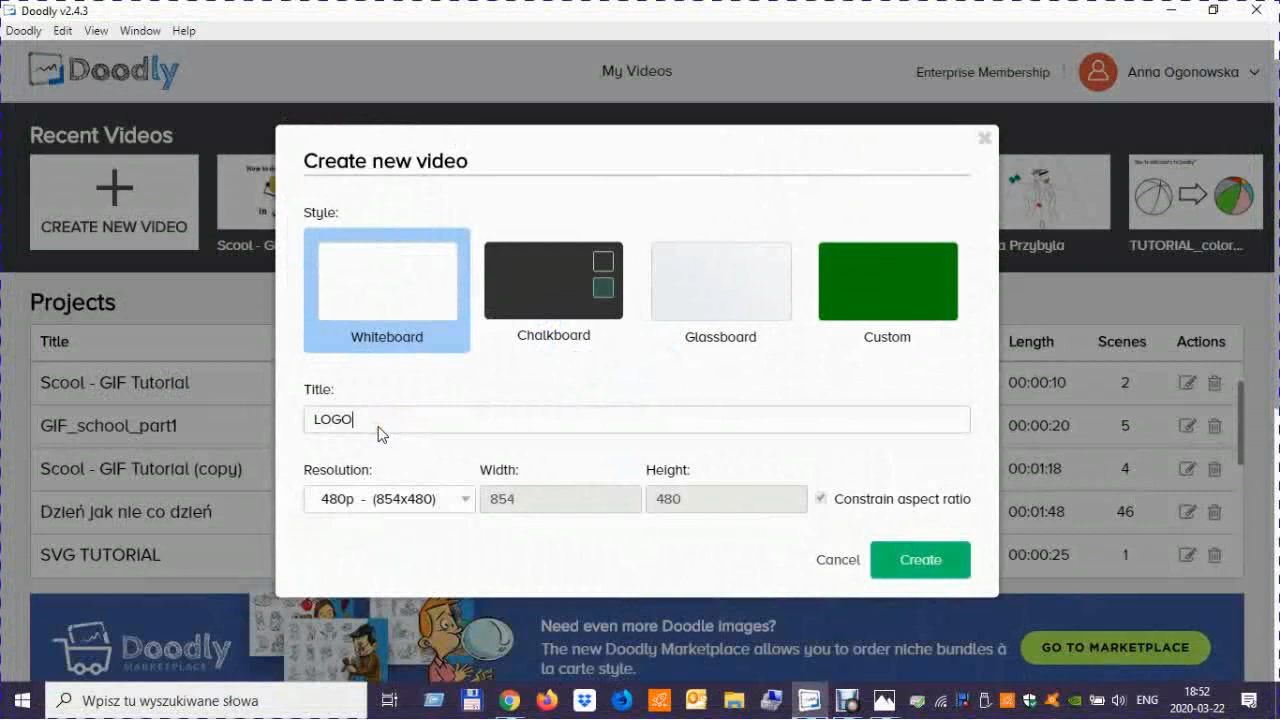 Doodly v2.4.3
Doodly Edit View Window Help
Doodly
My Videos
Enterprise Membership
Anna Ogonowska
Recent Videos
CREATE NEW VIDEO
Scool - GI
a Przybyla
TUTORIAL_color...
Create new video
Style:
Whiteboard
Chalkboard
Glassboard
Custom
Title:
LOGO
Resolution: Width: Height:
480p - (854x480) 854 480 Constrain aspect ratio
Cancel Create
Projects
Title Length Scenes Actions
Scool - GIF Tutorial 00:00:10 2
GIF_school_part1 00:00:20 5
Scool - GIF Tutorial (copy) 00:01:18 4
Dzień jak nie co dzień 00:01:48 46
SVG TUTORIAL 00:00:25 1
Doodly
MARKETPLACE
Need even more Doodle images?
The new Doodly Marketplace allows you to order niche bundles à
la carte style.
GO TO MARKETPLACE
Wpisz tu wyszukiwane słowa
ENG
18:52
2020-03-22